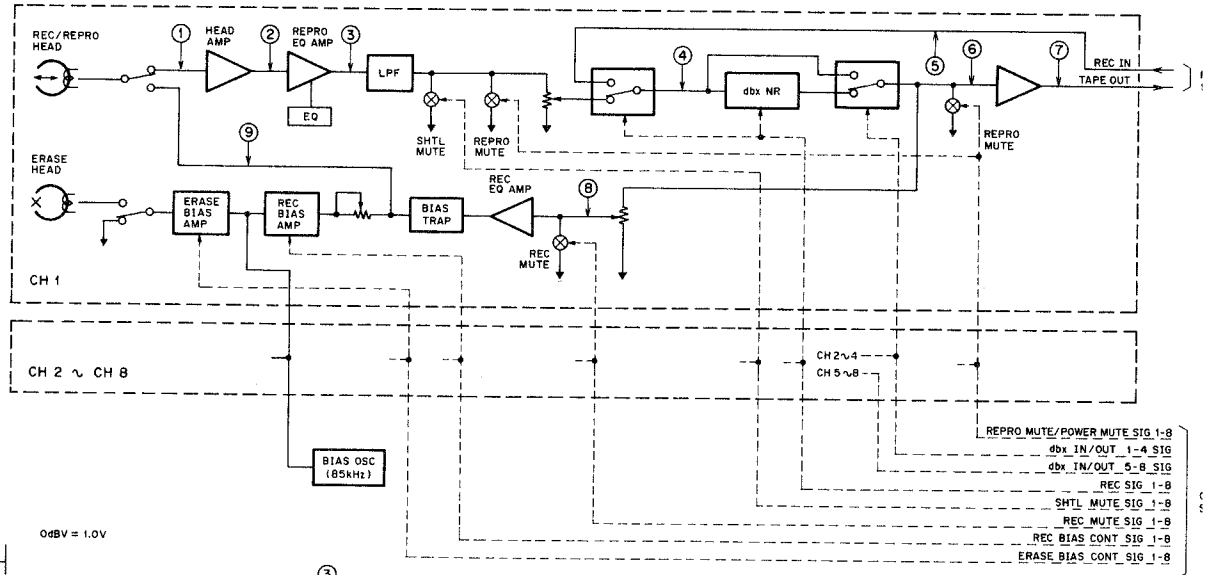 REC/REPRO
HEAD
①
HEAD
AMP
②
REPRO
EQ AMP
③
LPF
EQ
SHTL
MUTE
REPRO
MUTE
④
dbx NR
⑤
⑥
⑦
REC IN
TAPE OUT
REPRO
MUTE
⑨
ERASE
HEAD
ERASE
BIAS
AMP
REC
BIAS
AMP
BIAS
TRAP
REC
EQ AMP
⑧
REC
MUTE
CH 1
CH 2 ~ CH 8
CH 2~4
CH 5~8
BIAS OSC
(85kHz)
REPRO MUTE/POWER MUTE SIG 1-8
dbx IN/OUT 1-4 SIG
dbx IN/OUT 5-8 SIG
REC SIG 1-8
SHTL MUTE SIG 1-8
REC MUTE SIG 1-8
REC BIAS CONT SIG 1-8
ERASE BIAS CONT SIG 1-8
0dBV = 1.0V
③